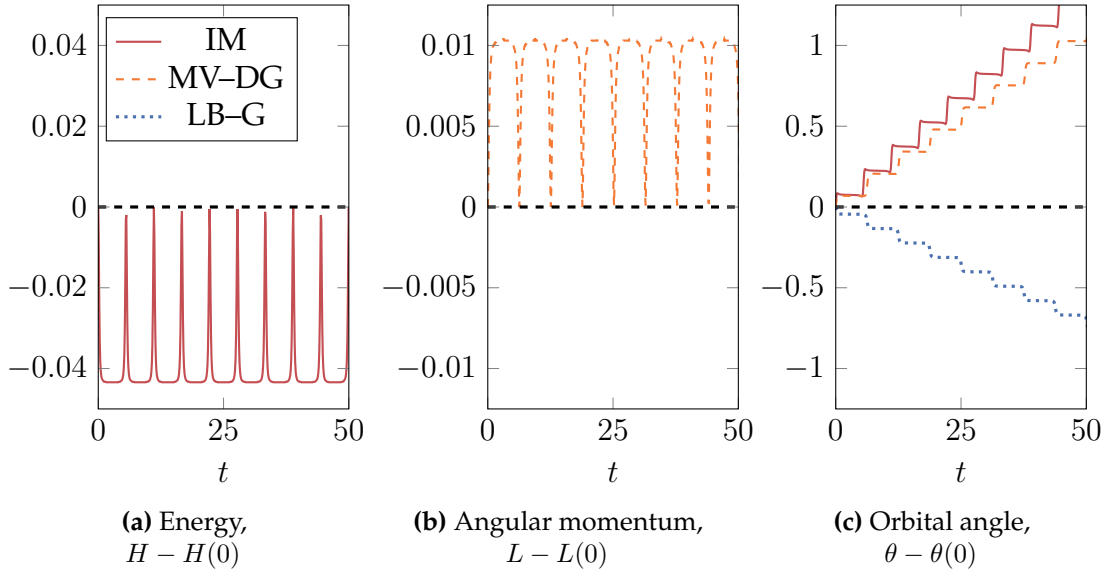 0.04
0.02
0
−0.02
−0.04
IM
MV–DG
LB–G
0 25 50
t
(a) Energy,
H − H(0)
0.01
0.005
0
−0.005
−0.01
0 25 50
t
(b) Angular momentum,
L − L(0)
1
0.5
0
−0.5
−1
0 25 50
t
(c) Orbital angle,
θ − θ(0)